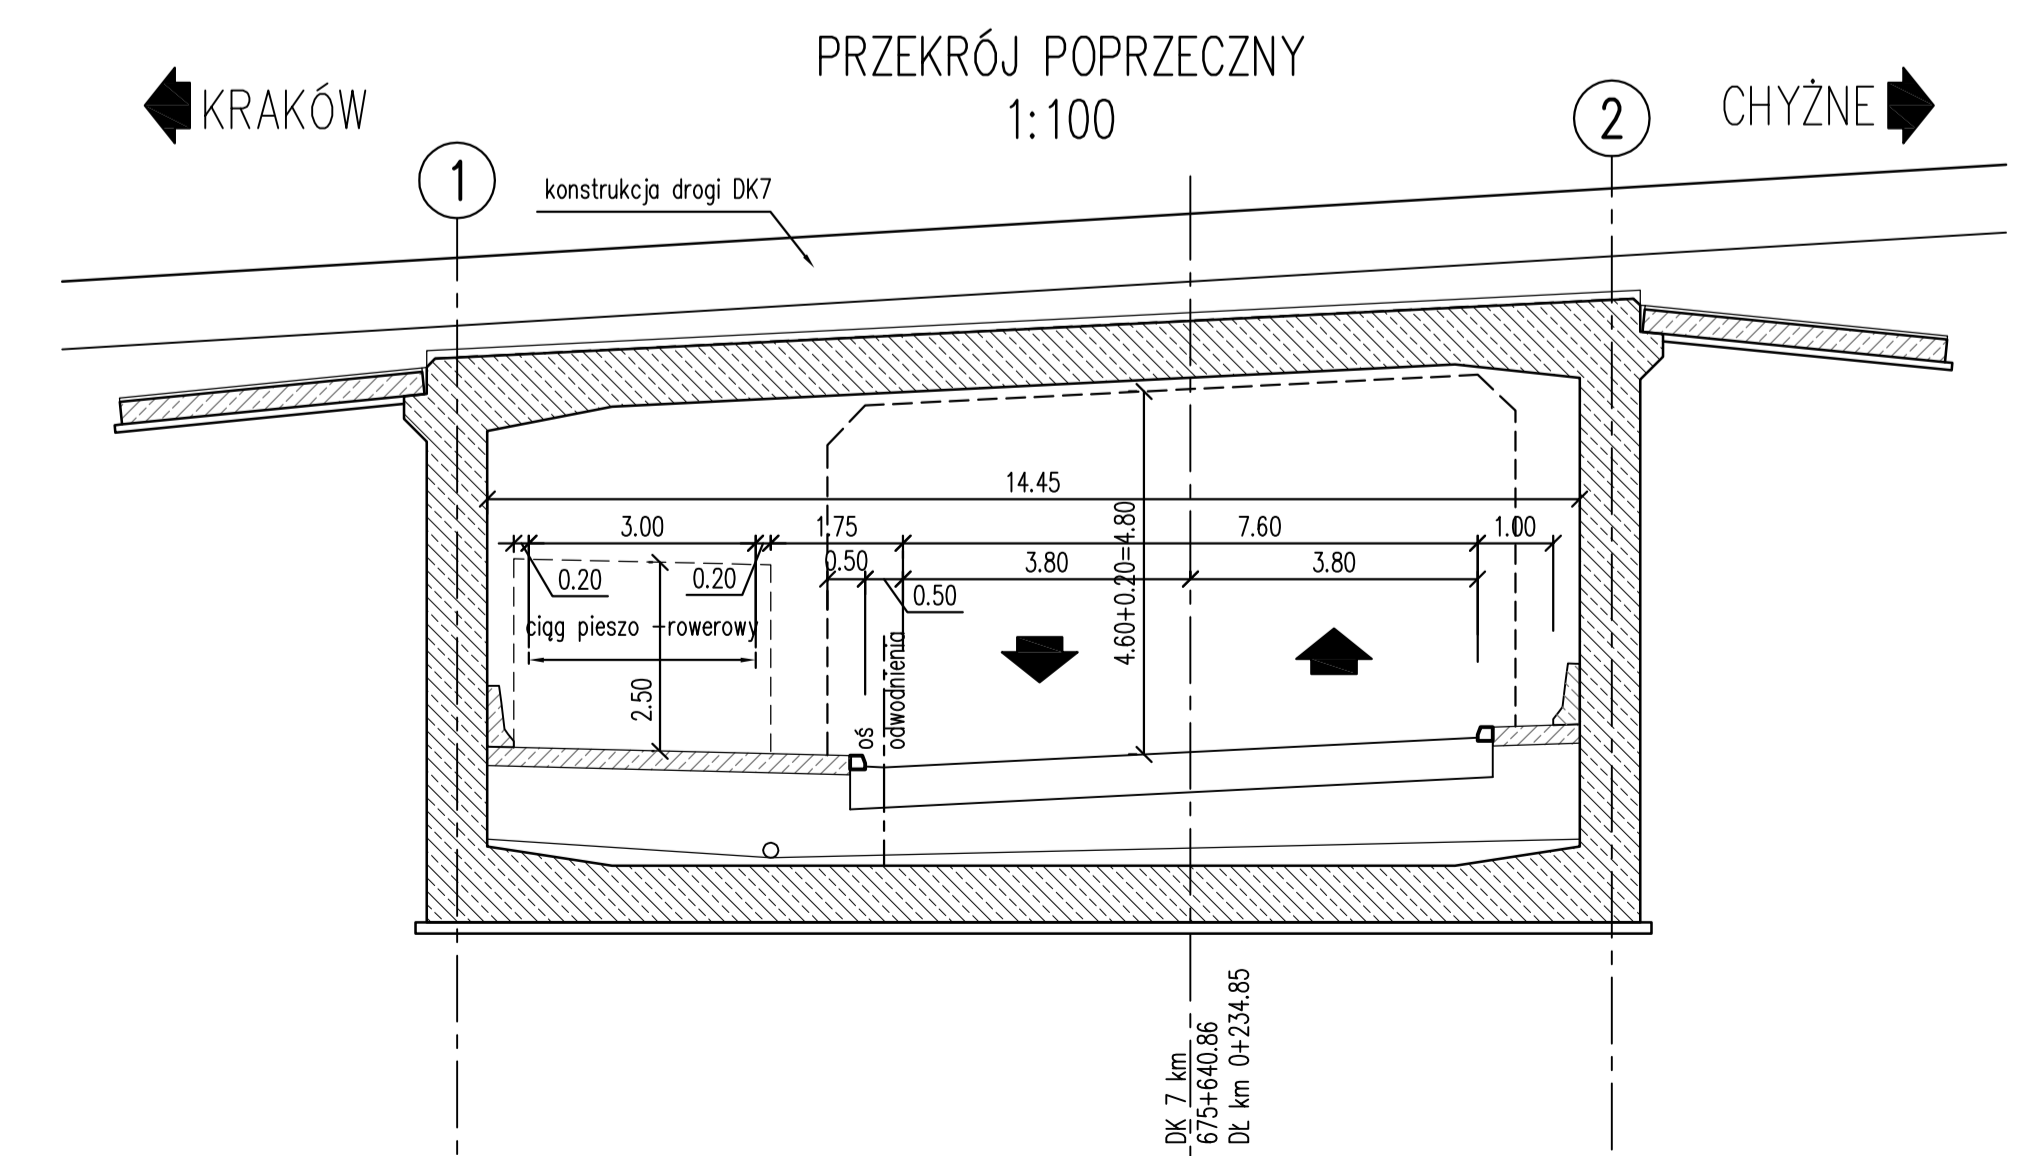 PRZEKRÓJ POPRZECZNY
1:100
KRAKÓW
CHYŻNE
1
2
konstrukcja drogi DK7
14.45
3.00
1.75
7.60
1.00
0.50
3.80
3.80
0.20
0.20
0.50
ciąg pieszo -rowerowy
2.50
4.60+0.20=4.80
oś
odwodnienia
DK 7 km
675+640.86
DŁ km 0+234.85